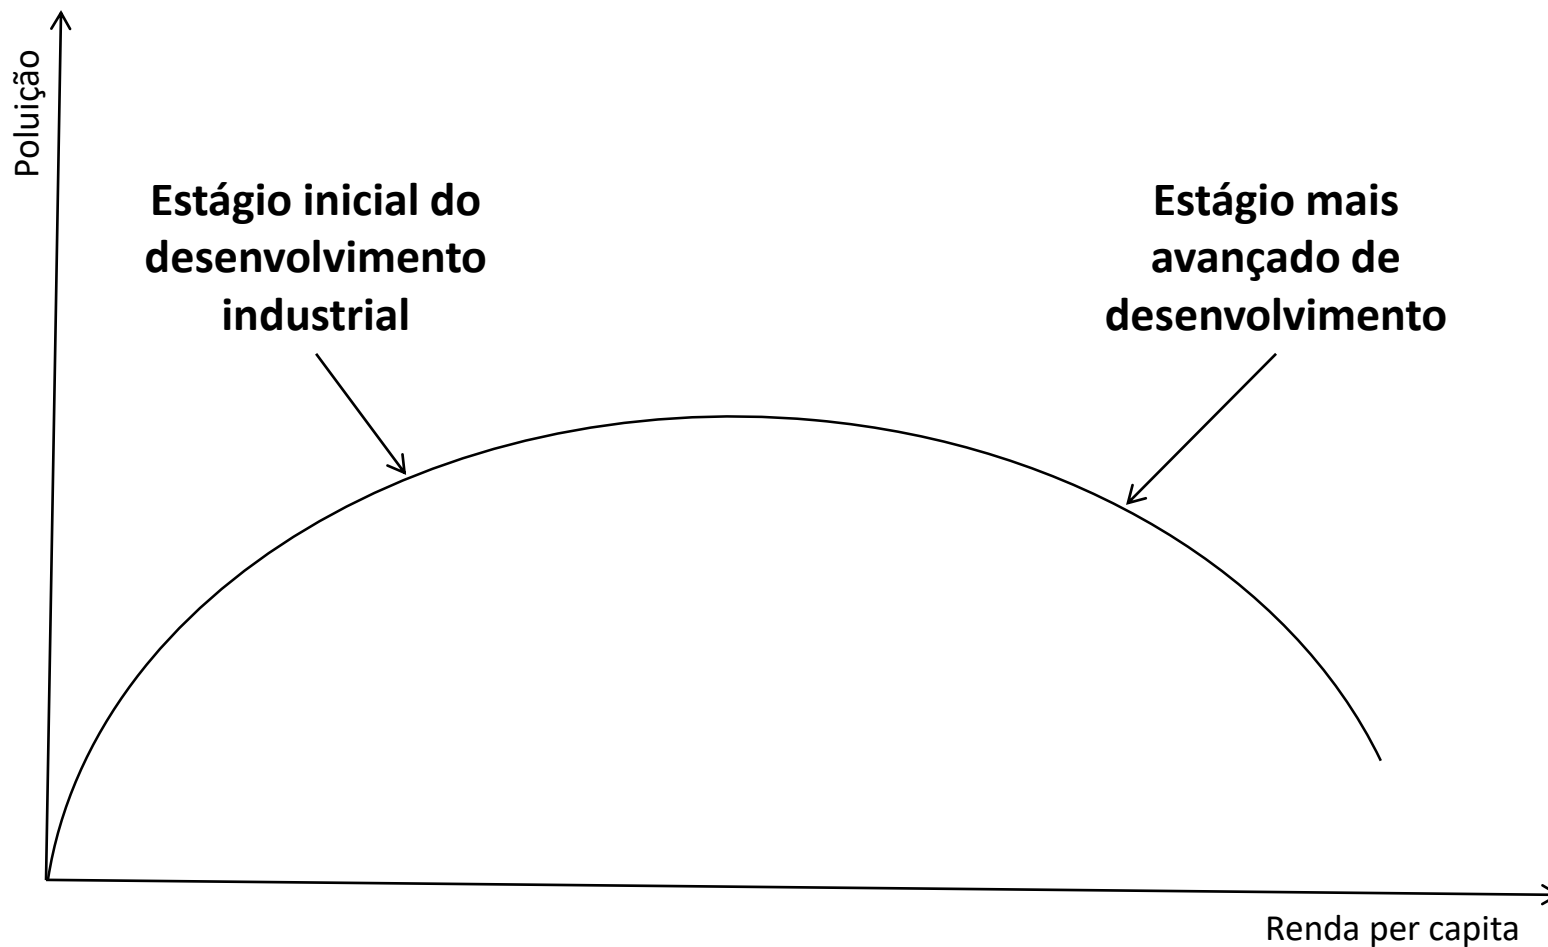 Poluição
Estágio inicial do
desenvolvimento
industrial
Estágio mais
avançado de
desenvolvimento
Renda per capita